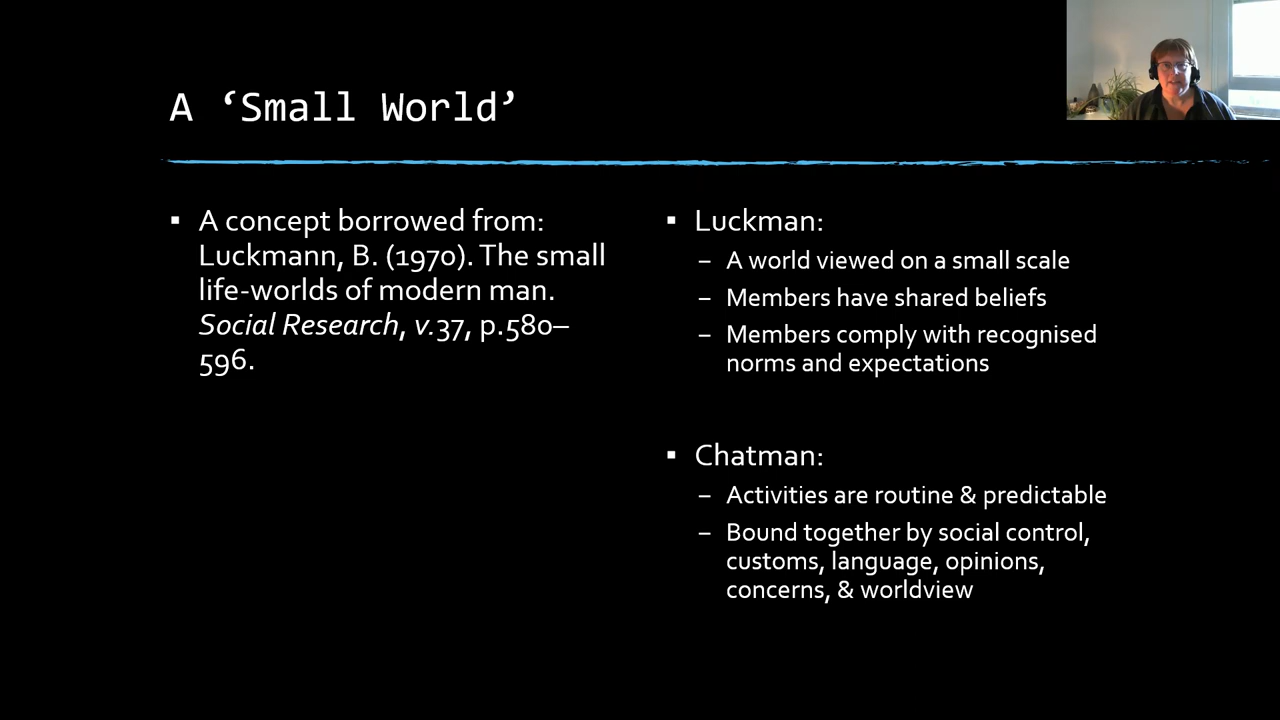 A ‘Small World’
▪ A concept borrowed from:
Luckmann, B. (1970). The small
life-worlds of modern man.
Social Research, v.37, p.580–
596.
▪ Luckman:
– A world viewed on a small scale
– Members have shared beliefs
– Members comply with recognised
norms and expectations
▪ Chatman:
– Activities are routine & predictable
– Bound together by social control,
customs, language, opinions,
concerns, & worldview